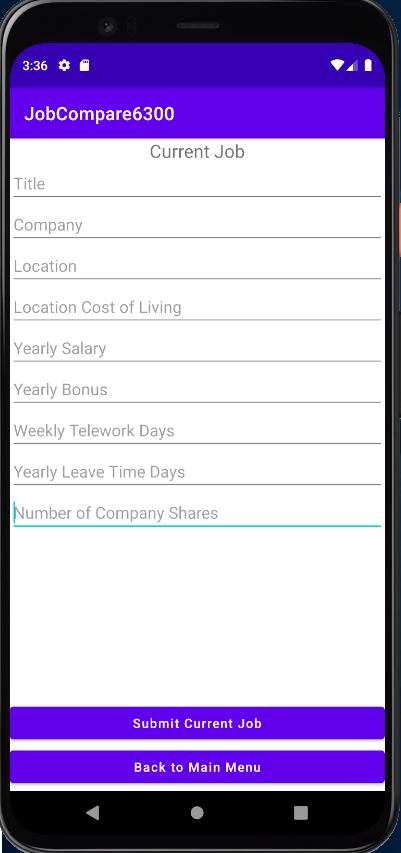 3:36
JobCompare6300
Current Job
Title
Company
Location
Location Cost of Living
Yearly Salary
Yearly Bonus
Weekly Telework Days
Yearly Leave Time Days
Number of Company Shares
Submit Current Job
Back to Main Menu